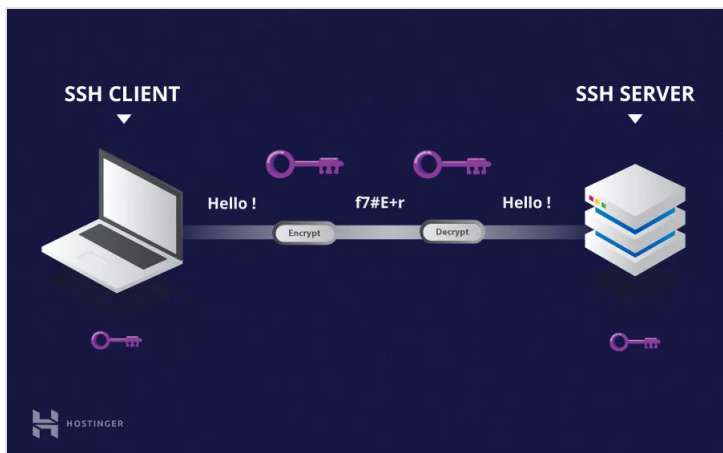 SSH CLIENT
SSH SERVER
Hello !
f7#E+r
Hello !
Encrypt
Decrypt
HOSTINGER